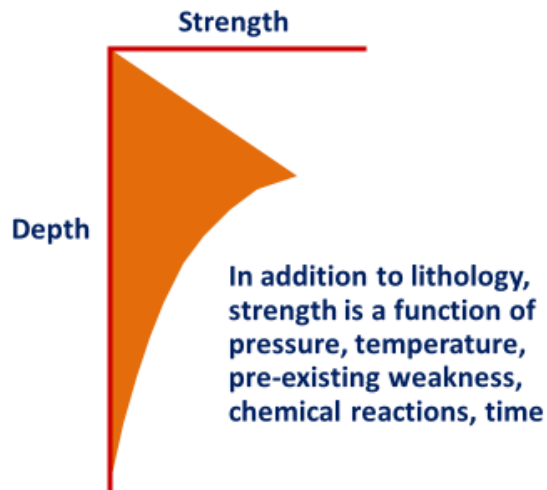 Strength
Depth
In addition to lithology,
strength is a function of
pressure, temperature,
pre-existing weakness,
chemical reactions, time